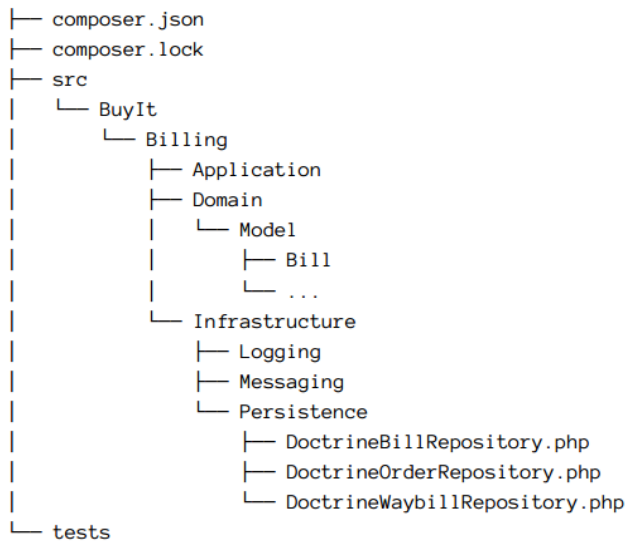 ├── composer.json
├── composer.lock
├── src
│   └── BuyIt
│       └── Billing
│           ├── Application
│           ├── Domain
│           │   └── Model
│           │       ├── Bill
│           │       └── ...
│           └── Infrastructure
│               ├── Logging
│               ├── Messaging
│               └── Persistence
│                   ├── DoctrineBillRepository.php
│                   ├── DoctrineOrderRepository.php
│                   └── DoctrineWaybillRepository.php
└── tests